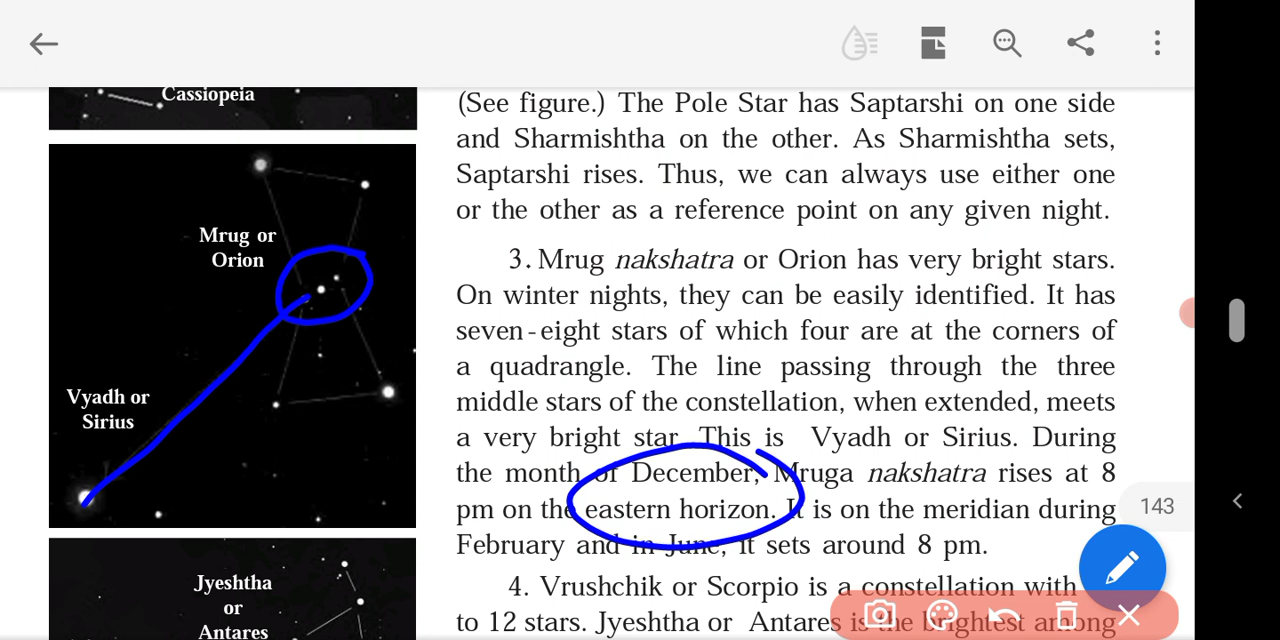 Cassiopeia
Mrug or
Orion
Vyadh or
Sirius
Jyeshtha
or
Antares
(See figure.) The Pole Star has Saptarshi on one side
and Sharmishtha on the other. As Sharmishtha sets,
Saptarshi rises. Thus, we can always use either one
or the other as a reference point on any given night.
3. Mrug nakshatra or Orion has very bright stars.
On winter nights, they can be easily identified. It has
seven-eight stars of which four are at the corners of
a quadrangle. The line passing through the three
middle stars of the constellation, when extended, meets
a very bright star. This is Vyadh or Sirius. During
the month of December, Mruga nakshatra rises at 8
pm on the eastern horizon. It is on the meridian during
February and in June, it sets around 8 pm.
4. Vrushchik or Scorpio is a constellation with
to 12 stars. Jyeshtha or Antares is the brightest among
143